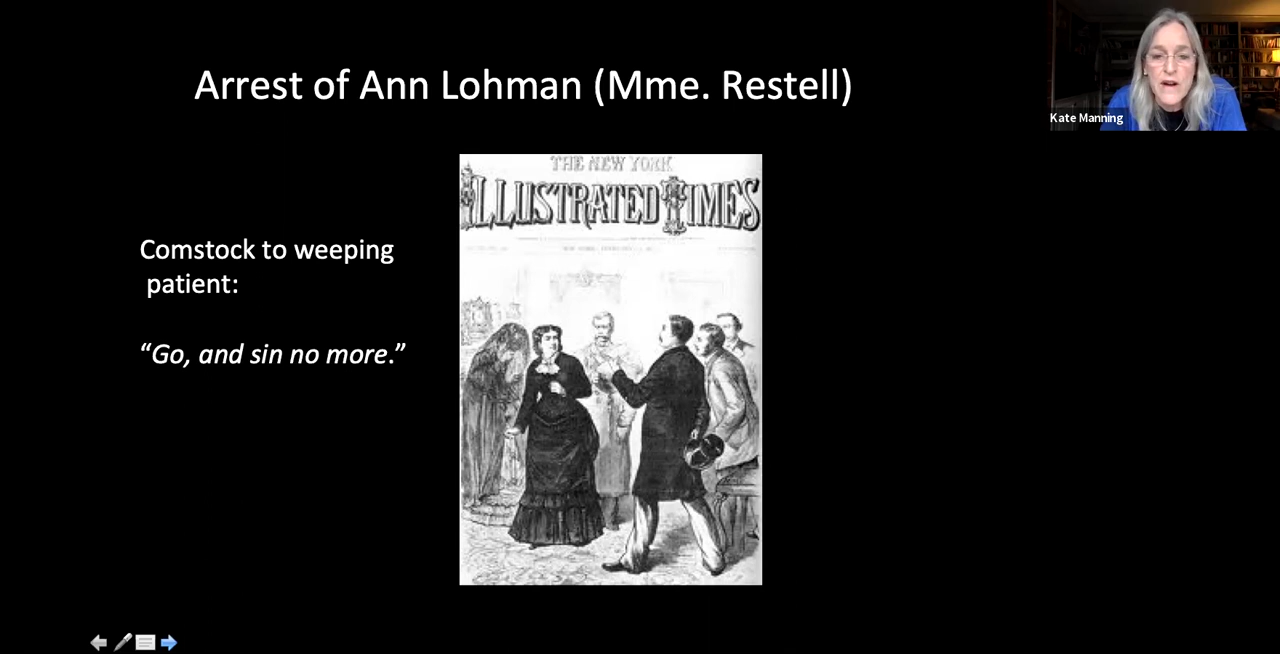 Arrest of Ann Lohman (Mme. Restell)
Kate Manning
THE NEW YORK
ILLUSTRATED TIMES
Comstock to weeping
patient:
“Go, and sin no more.”